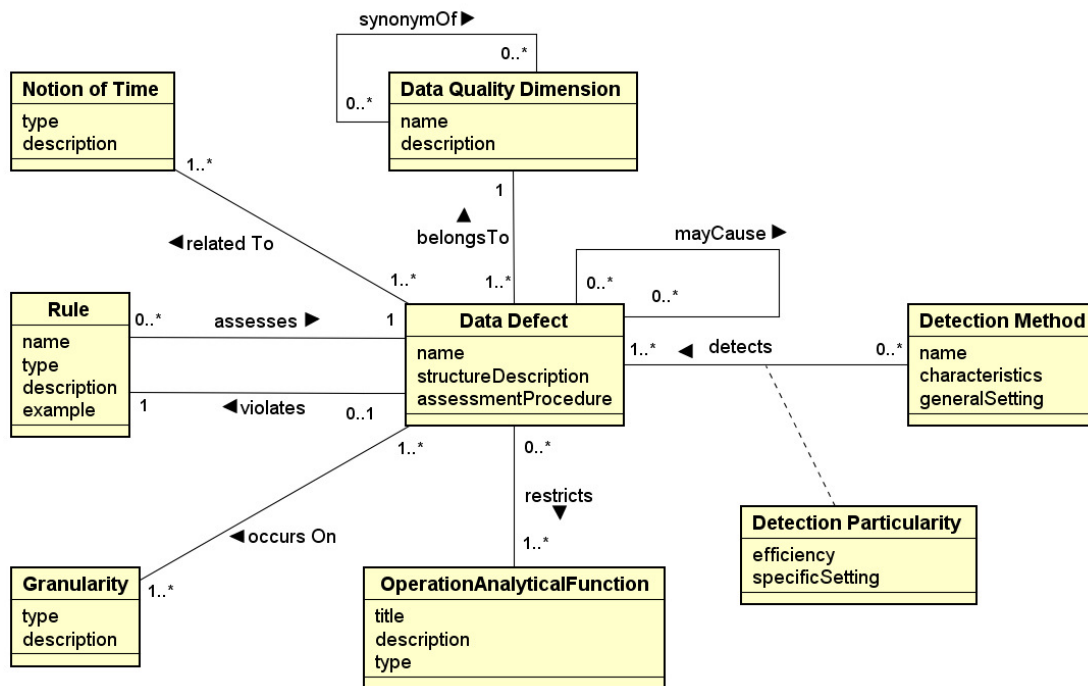 synonymOf ►
0..*
0..*
Notion of Time
type
description
Data Quality Dimension
name
description
1..*
1
◄ related To
▲
belongsTo
mayCause ►
1..*
1..*
0..*
0..*
Rule
name
type
description
example
0..*
assesses ►
1
1
◄ violates
0..1
Data Defect
name
structureDescription
assessmentProcedure
1..*
◄ detects
0..*
Detection Method
name
characteristics
generalSetting
1..*
0..*
restricts
▼
◄ occurs On
1..*
1..*
Detection Particularity
efficiency
specificSetting
Granularity
type
description
OperationAnalyticalFunction
title
description
type